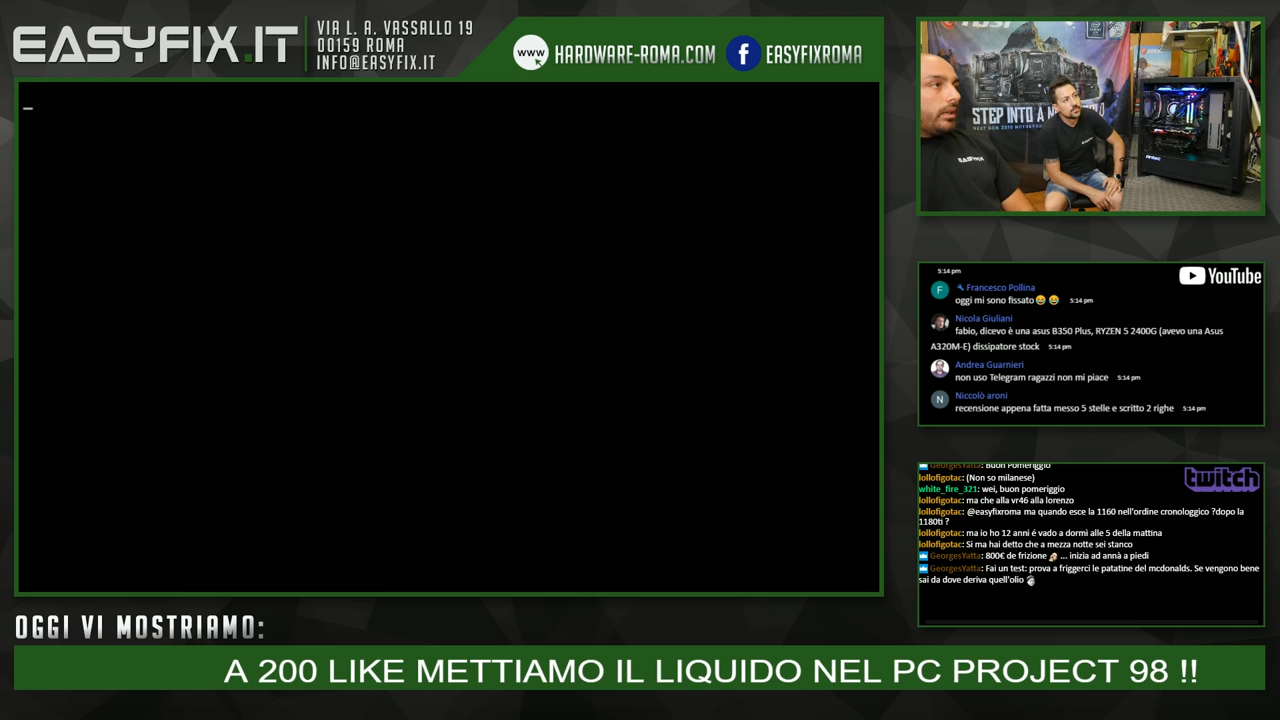 EASYFIX.IT
VIA L. A. VASSALLO 19
00159 ROMA
INFO@EASYFIX.IT
WWW
HARDWARE-ROMA.COM
f
EASYFIXROMA
STEP INTO A
EASYFIX
5:14 pm
YouTube
F
Francesco Pollina
oggi mi sono fissato😂 😂 5:14 pm
Nicola Giuliani
fabio, dicevo è una asus B350 Plus, RYZEN 5 2400G (avevo una Asus
A320M-E) dissipatore stock 5:14 pm
Andrea Guarnieri
non uso Telegram ragazzi non mi piace 5:14 pm
N
Niccolò aroni
recensione appena fatta messo 5 stelle e scritto 2 righe 5:14 pm
twitch
GeorgesYatta: Buon Pomeriggio
lollofigotac: (Non so milanese)
white_fire_321: wei, buon pomeriggio
lollofigotac: ma che alla vr46 alla lorenzo
lollofigotac: @easyfixroma ma quando esce la 1160 nell'ordine cronologgico ?dopo la
1180ti ?
lollofigotac: ma io ho 12 anni é vado a dormì alle 5 della mattina
lollofigotac: Si ma hai detto che a mezza notte sei stanco
GeorgesYatta: 800€ de frizione ... inizia ad annà a piedi
GeorgesYatta: Fai un test: prova a friggerci le patatine del mcdonalds. Se vengono bene
sai da dove deriva quell'olio
OGGI VI MOSTRIAMO:
A 200 LIKE METTIAMO IL LIQUIDO NEL PC PROJECT 98 !!